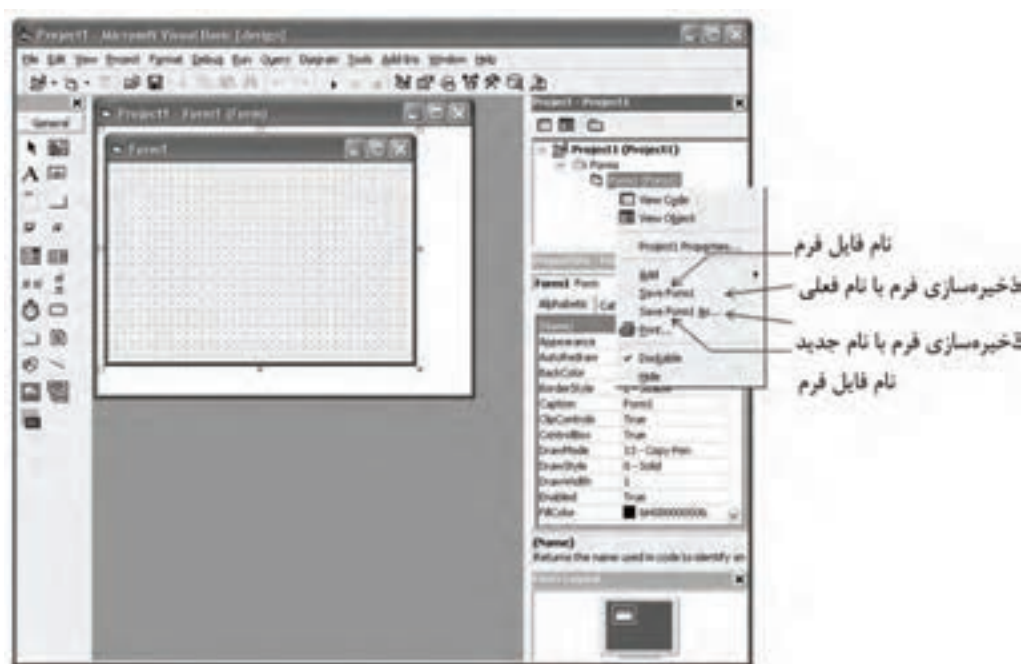 Project1 - Microsoft Visual Basic [design]
File Edit View Project Format Debug Run Query Diagram Tools Add-Ins Window Help
General
Project1 - Form1 (Form)
Form1
Project - Project1
Project1 (Project1)
Forms
Form1 (Form1)
View Code
View Object
Project1 Properties...
Add
Save Form1
Save Form1 As...
Print...
Dockable
Hide
نام فایل فرم
ذخیره‌سازی فرم با نام فعلی
ذخیره‌سازی فرم با نام جدید
نام فایل فرم
Form1 Form
Alphabetic
(Name)
Appearance
AutoRedraw
BackColor
BorderStyle
Caption Form1
ClipControls True
ControlBox True
DrawMode 13 - Copy Pen
DrawStyle 0 - Solid
DrawWidth 1
Enabled True
FillColor
(Name)
Returns the name used in code to identify an